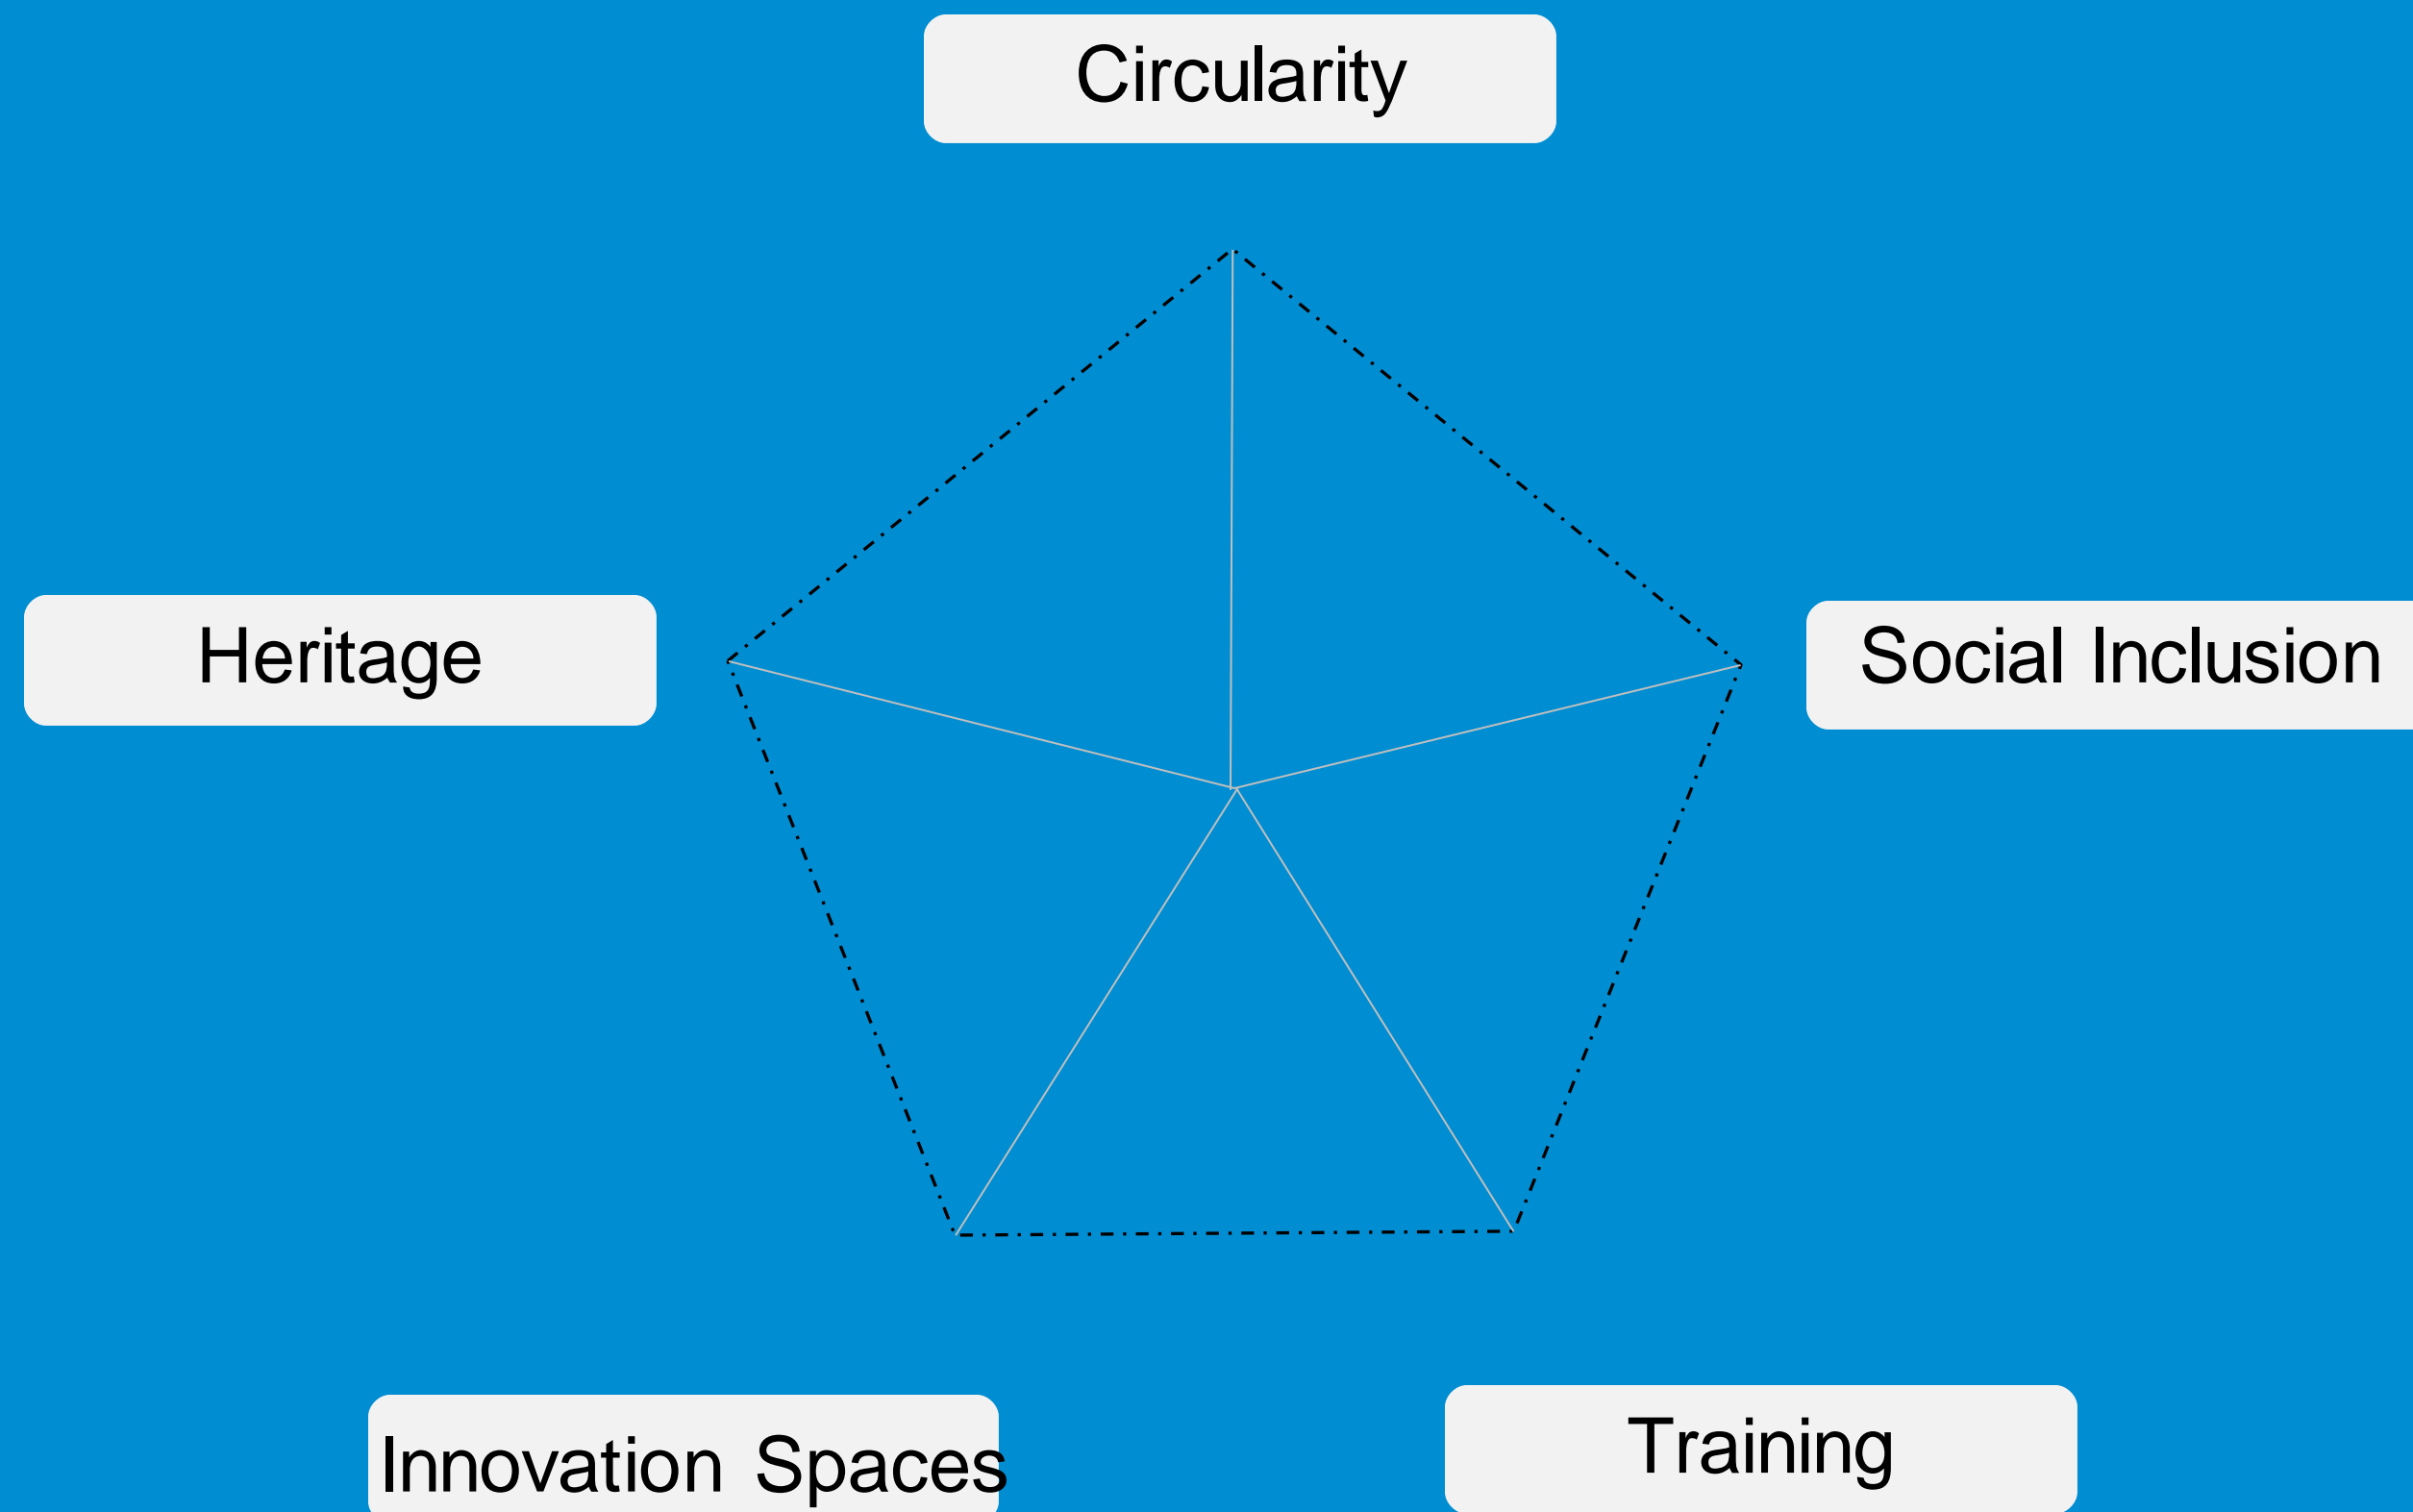 Circularity
Heritage
Social Inclusion
Innovation Spaces
Training